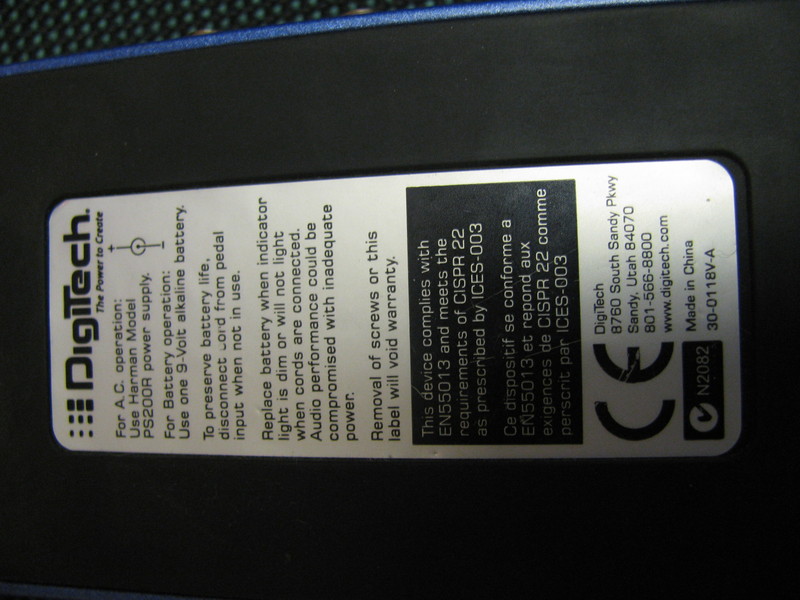 DigiTech.
The Power to Create
For A.C. operation:
Use Harman Model
PS200R power supply.
+ −
For Battery operation:
Use one 9-Volt alkaline battery.
To preserve battery life,
disconnect cord from pedal
input when not in use.
Replace battery when indicator
light is dim or will not light
when cords are connected.
Audio performance could be
compromised with inadequate
power.
Removal of screws or this
label will void warranty.
This device complies with
EN55013 and meets the
requirements of CISPR 22
as prescribed by ICES-003
Ce dispositif se conforme a
EN55013 et repond aux
exigences de CISPR 22 comme
perscrit par ICES-003
CE
DigiTech
8760 South Sandy Pkwy
Sandy, Utah 84070
801-566-8800
www.digitech.com
N2082
Made in China
30-0118V-A